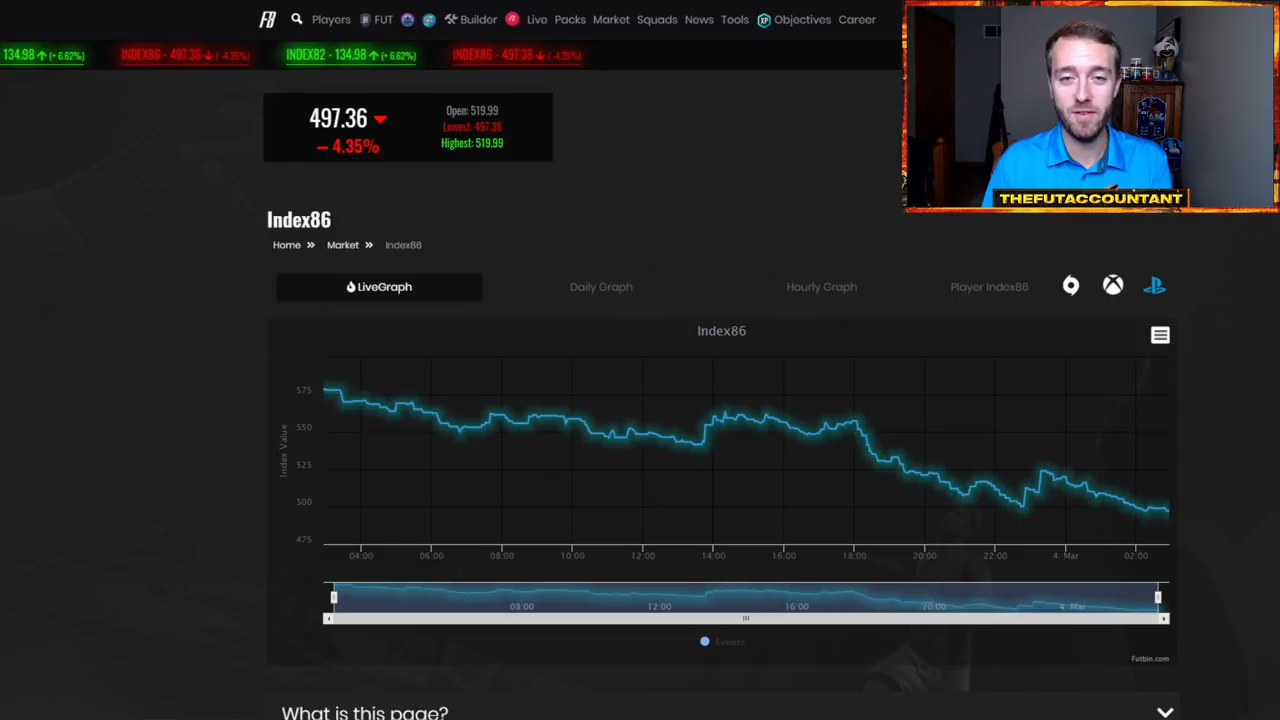 Players FUT Builder Live Packs Market Squads News Tools XP Objectives Career
134.98 (+ 6.62%) INDEX86 - 497.36 (-4.35%) INDEX82 - 134.98 (+ 6.62%) INDEX86 - 497.36 (-4.35%)
497.36
– 4.35%
Open: 519.99
Lowest: 497.36
Highest: 519.99
THEFUTACCOUNTANT
Index86
Home » Market » Index86
LiveGraph Daily Graph Hourly Graph Player Index86
Index86
Index Value
575
550
525
500
475
04:00 06:00 08:00 10:00 12:00 14:00 16:00 18:00 20:00 22:00 4. Mar 02:00
08:00 12:00 16:00 20:00 4. Mar
Events
Futbin.com
What is this page?